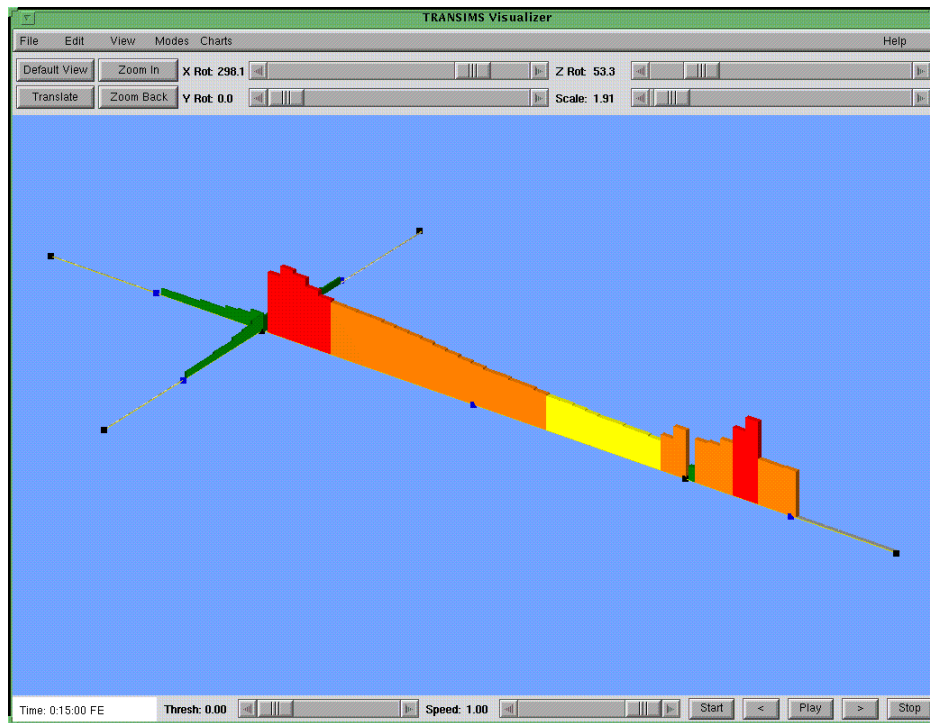 TRANSIMS Visualizer
File Edit View Modes Charts Help
Default View Zoom In X Rot: 298.1 Z Rot: 53.3
Translate Zoom Back Y Rot: 0.0 Scale: 1.91
Time: 0:15:00 FE Thresh: 0.00 Speed: 1.00 Start < Play > Stop